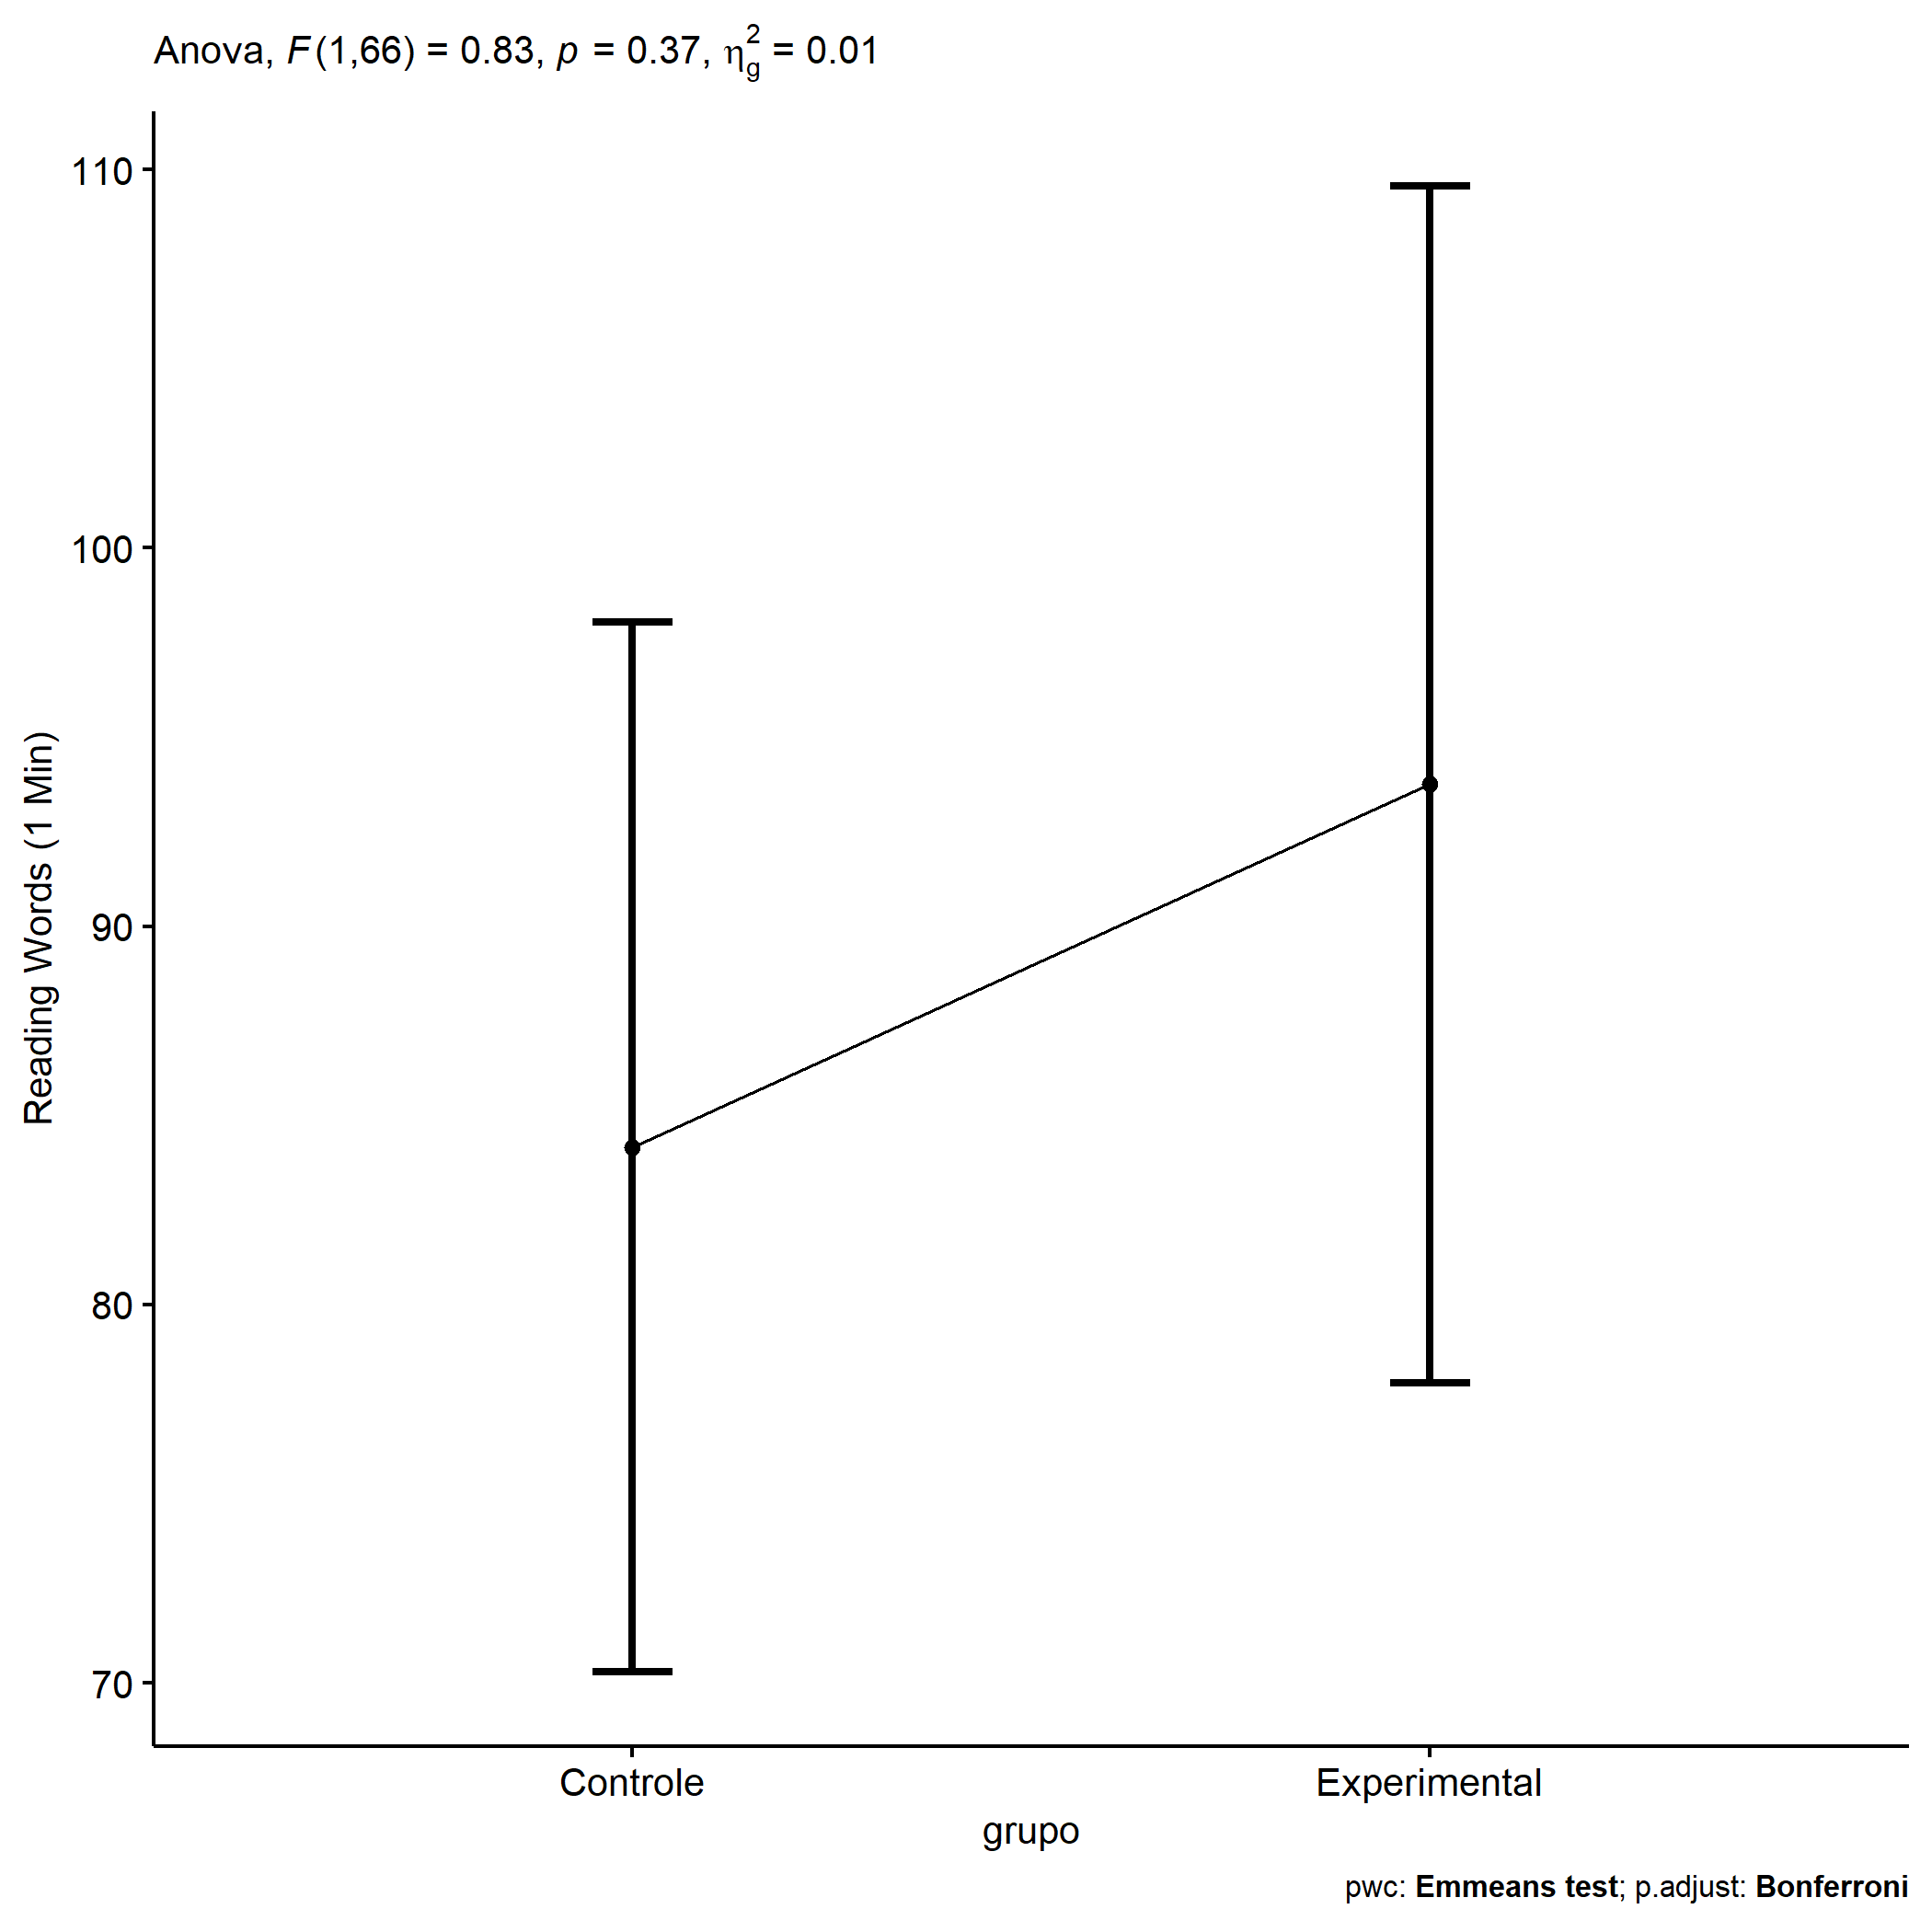 Anova, F(1,66) = 0.83, p = 0.37, η²g = 0.01
110
100
90
80
70
Reading Words (1 Min)
Controle
Experimental
grupo
pwc: Emmeans test; p.adjust: Bonferroni